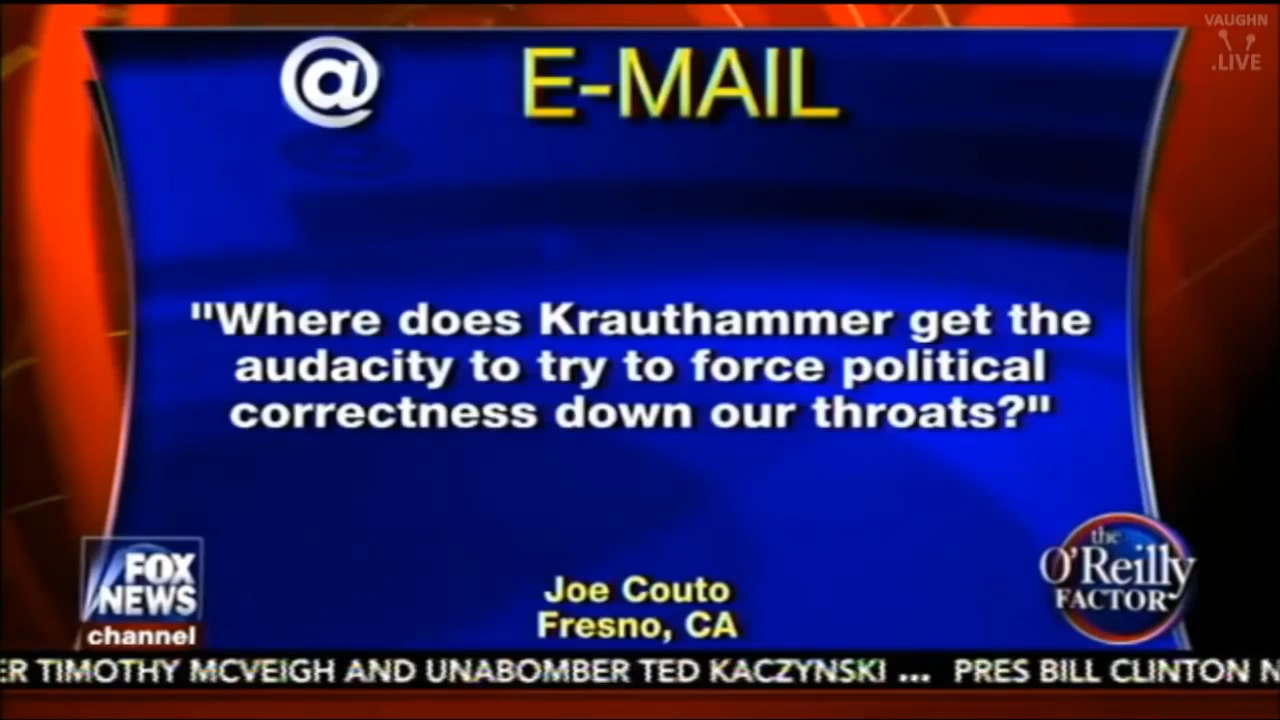 VAUGHN
.LIVE
@ E-MAIL
"Where does Krauthammer get the
audacity to try to force political
correctness down our throats?"
Joe Couto
Fresno, CA
FOX
NEWS
channel
the
O'Reilly
FACTOR
ER TIMOTHY MCVEIGH AND UNABOMBER TED KACZYNSKI ... PRES BILL CLINTON N